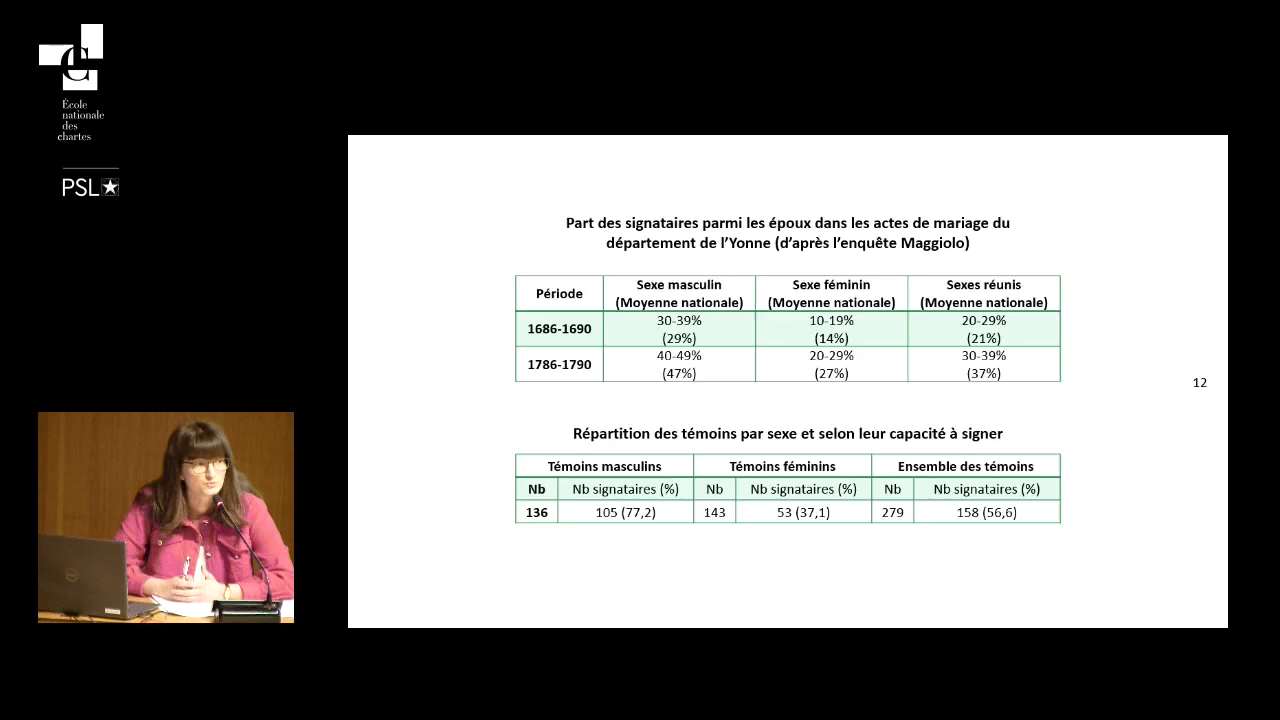 École
nationale
des
chartes
PSL
Part des signataires parmi les époux dans les actes de mariage du
département de l'Yonne (d'après l'enquête Maggiolo)
Période Sexe masculin (Moyenne nationale) Sexe féminin (Moyenne nationale) Sexes réunis (Moyenne nationale)
1686-1690 30-39% (29%) 10-19% (14%) 20-29% (21%)
1786-1790 40-49% (47%) 20-29% (27%) 30-39% (37%)
12
Répartition des témoins par sexe et selon leur capacité à signer
Témoins masculins Témoins féminins Ensemble des témoins
Nb Nb signataires (%) Nb Nb signataires (%) Nb Nb signataires (%)
136 105 (77,2) 143 53 (37,1) 279 158 (56,6)